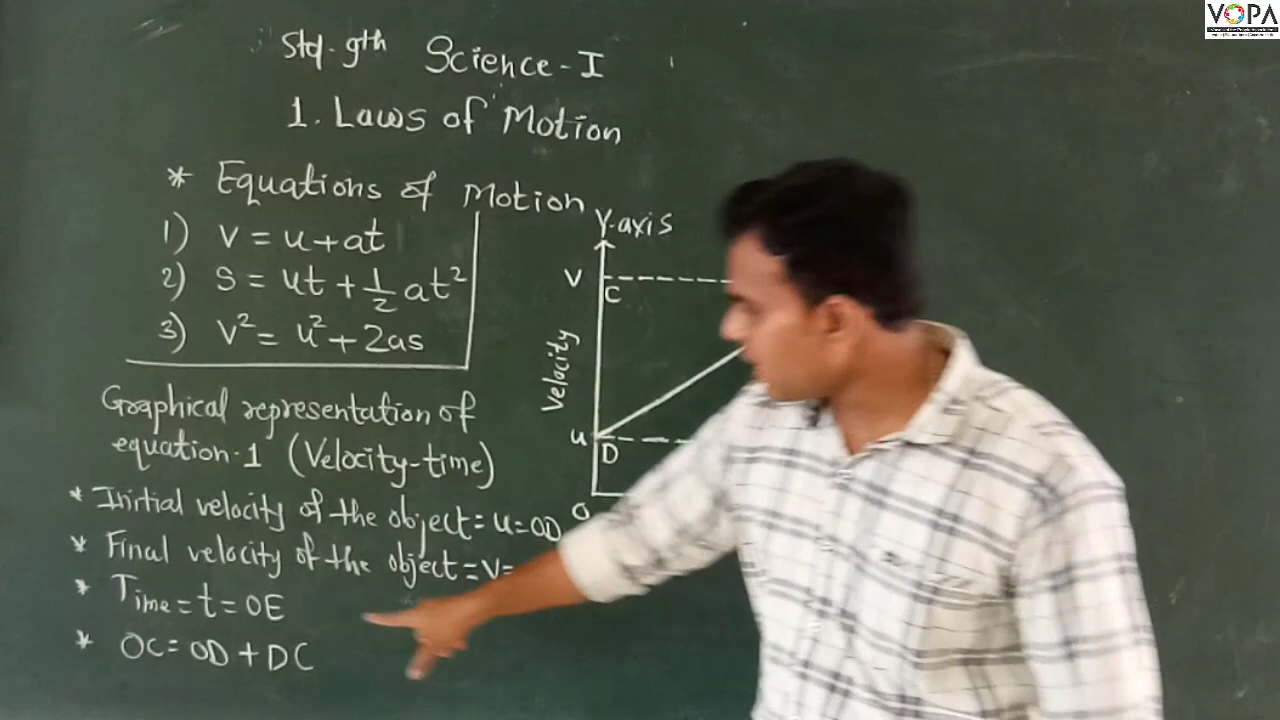 VOPA
Std. 9th Science-I
1. Laws of Motion
* Equations of Motion
1) v = u+at
2) S = ut + 1/2 at²
3) v² = u² + 2as
Graphical representation of
equation.1 (Velocity-time)
* Initial velocity of the object = u = OD
* Final velocity of the object = v =
* Time = t = OE
* OC = OD + DC
Y-axis
V
C
Velocity
u
D
O